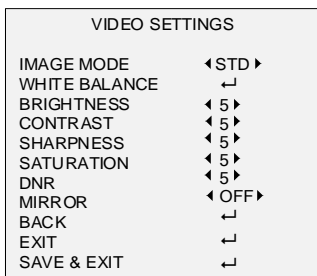 VIDEO SETTINGS
IMAGE MODE ◀ STD ▶
WHITE BALANCE ↵
BRIGHTNESS ◀ 5 ▶
CONTRAST ◀ 5 ▶
SHARPNESS ◀ 5 ▶
SATURATION ◀ 5 ▶
DNR ◀ 5 ▶
MIRROR ◀ OFF ▶
BACK ↵
EXIT ↵
SAVE & EXIT ↵